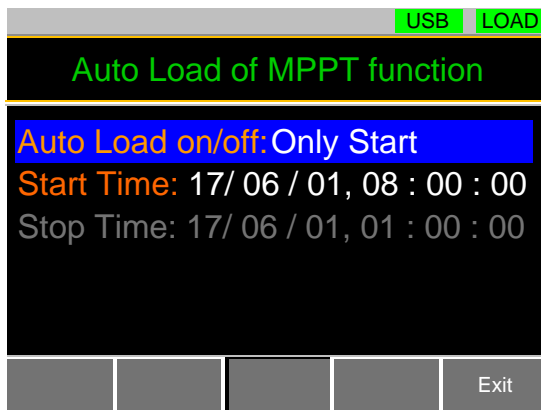 USB LOAD
Auto Load of MPPT function
Auto Load on/off: Only Start
Start Time: 17/ 06 / 01, 08 : 00 : 00
Stop Time: 17/ 06 / 01, 01 : 00 : 00
Exit